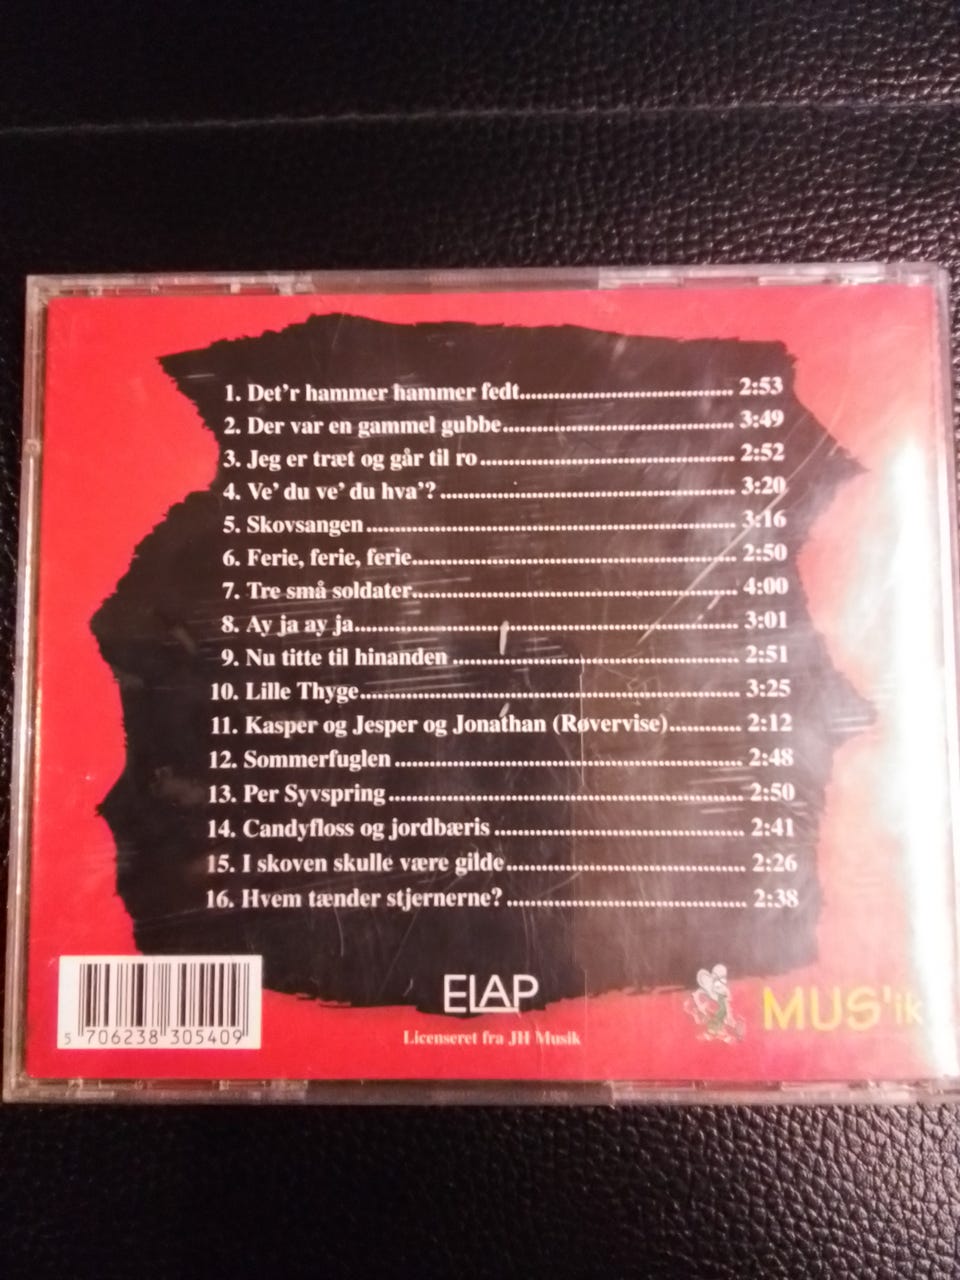 1. Det'r hammer hammer fedt.......... 2:53
2. Der var en gammel gubbe.......... 3:49
3. Jeg er træt og går til ro.......... 2:52
4. Ve' du ve' du hva'?.......... 3:20
5. Skovsangen.......... 3:16
6. Ferie, ferie, ferie.......... 2:50
7. Tre små soldater.......... 4:00
8. Ay ja ay ja.......... 3:01
9. Nu titte til hinanden.......... 2:51
10. Lille Thyge.......... 3:25
11. Kasper og Jesper og Jonathan (Røvervise).......... 2:12
12. Sommerfuglen.......... 2:48
13. Per Syvspring.......... 2:50
14. Candyfloss og jordbæris.......... 2:41
15. I skoven skulle være gilde.......... 2:26
16. Hvem tænder stjernerne?.......... 2:38
ELAP
MUS'ik
Licenseret fra JH Musik
5 706238 305409